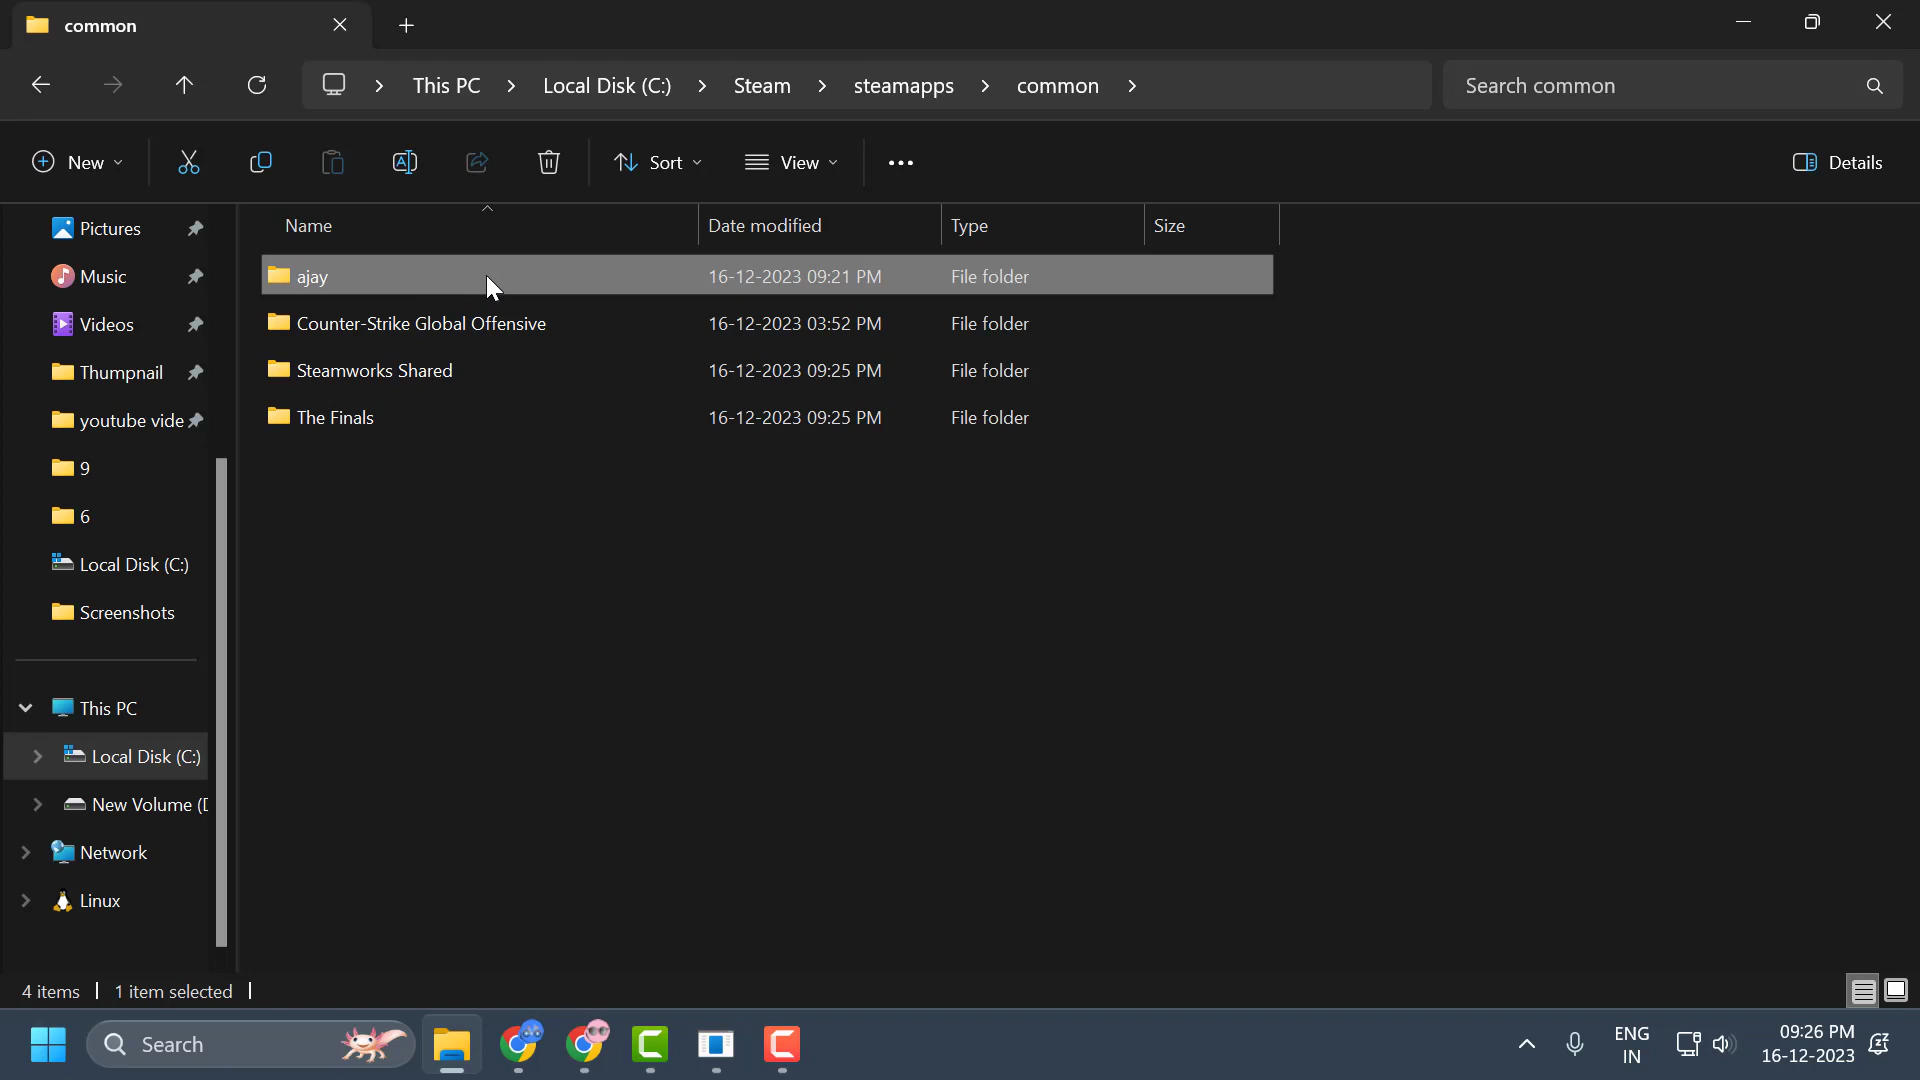 common
This PC > Local Disk (C:) > Steam > steamapps > common >
Search common
New
Sort
View
Details
Name
Date modified
Type
Size
ajay 16-12-2023 09:21 PM File folder
Counter-Strike Global Offensive 16-12-2023 03:52 PM File folder
Steamworks Shared 16-12-2023 09:25 PM File folder
The Finals 16-12-2023 09:25 PM File folder
Pictures
Music
Videos
Thumpnail
youtube vide
9
6
Local Disk (C:)
Screenshots
This PC
Local Disk (C:)
New Volume (D
Network
Linux
4 items
1 item selected
Search
ENG
IN
09:26 PM
16-12-2023